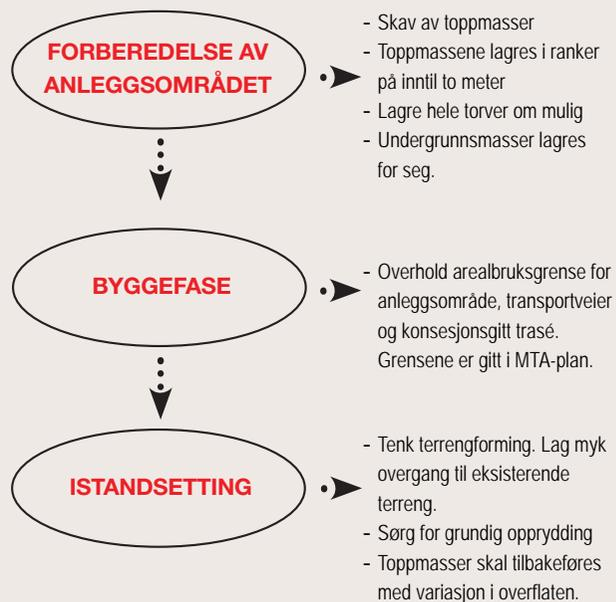 FORBEREDELSE AV
ANLEGGSOMRÅDET
- Skav av toppmasser
- Toppmassene lagres i ranker
på inntil to meter
- Lagre hele torver om mulig
- Undergrunnsmasser lagres
for seg.
BYGGEFASE
- Overhold arealbruksgrense for
anleggsområde, transportveier
og konsesjonsgitt trasé.
Grensene er gitt i MTA-plan.
ISTANDSETTING
- Tenk terrengforming. Lag myk
overgang til eksisterende
terreng.
- Sørg for grundig opprydding
- Toppmasser skal tilbakeføres
med variasjon i overflaten.